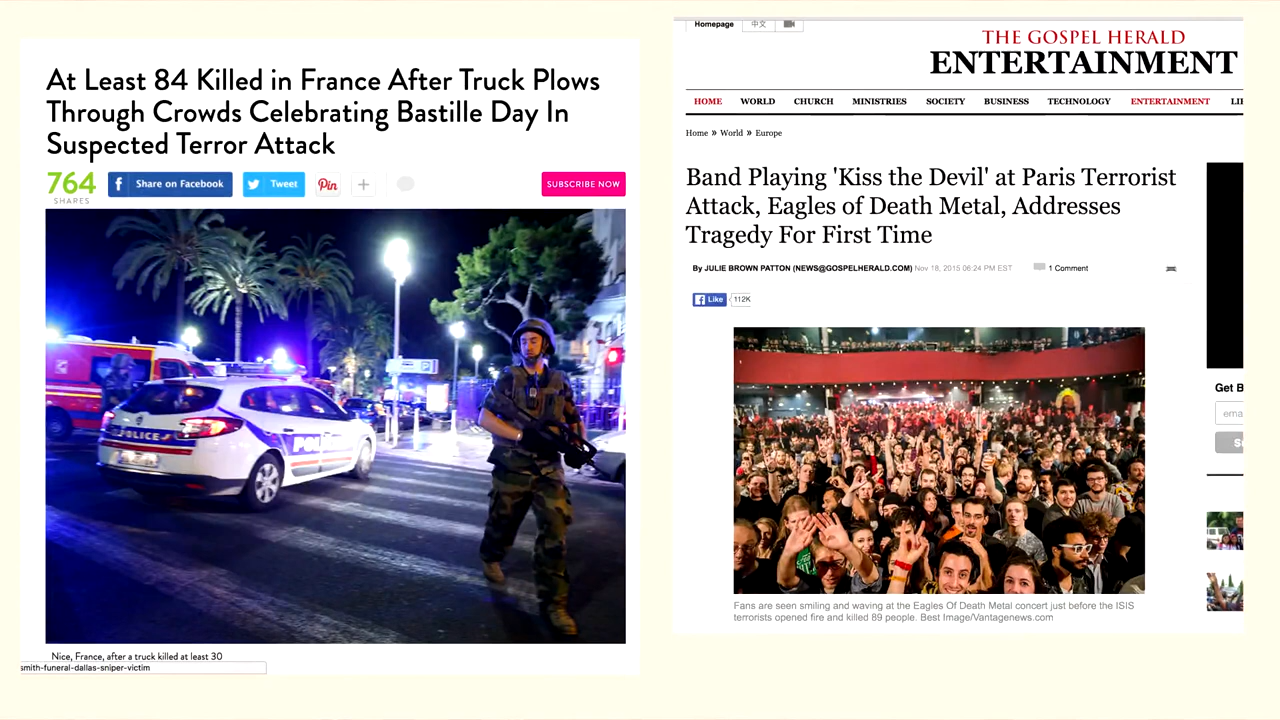 At Least 84 Killed in France After Truck Plows
Through Crowds Celebrating Bastille Day In
Suspected Terror Attack
764
SHARES
Share on Facebook
Tweet
Pin
SUBSCRIBE NOW
POLICE
Nice, France, after a truck killed at least 30
smith-funeral-dallas-sniper-victim
Homepage 中文
THE GOSPEL HERALD
ENTERTAINMENT
HOME WORLD CHURCH MINISTRIES SOCIETY BUSINESS TECHNOLOGY ENTERTAINMENT
Home » World » Europe
Band Playing 'Kiss the Devil' at Paris Terrorist
Attack, Eagles of Death Metal, Addresses
Tragedy For First Time
By JULIE BROWN PATTON (NEWS@GOSPELHERALD.COM) Nov 18, 2015 06:24 PM EST 1 Comment
Like 112K
Fans are seen smiling and waving at the Eagles Of Death Metal concert just before the ISIS
terrorists opened fire and killed 89 people. Best Image/Vantagenews.com
Get B
ema